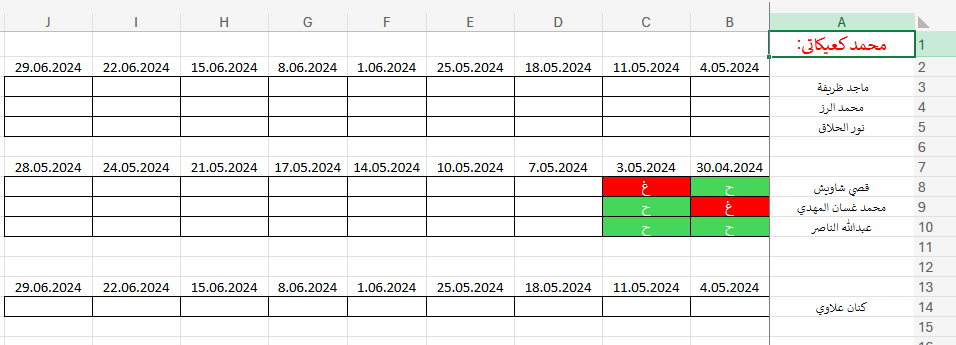 A B C D E F G H I J
1 محمد كعيكاتي:
2 4.05.2024 11.05.2024 18.05.2024 25.05.2024 1.06.2024 8.06.2024 15.06.2024 22.06.2024 29.06.2024
3 ماجد ظريفة
4 محمد الرز
5 نور الحلاق
6
7 30.04.2024 3.05.2024 7.05.2024 10.05.2024 14.05.2024 17.05.2024 21.05.2024 24.05.2024 28.05.2024
8 قصي شاويش ح غ
9 محمد غسان المهدي غ ح
10 عبدالله الناصر ح ح
11
12
13 4.05.2024 11.05.2024 18.05.2024 25.05.2024 1.06.2024 8.06.2024 15.06.2024 22.06.2024 29.06.2024
14 كنان علاوي
15
16